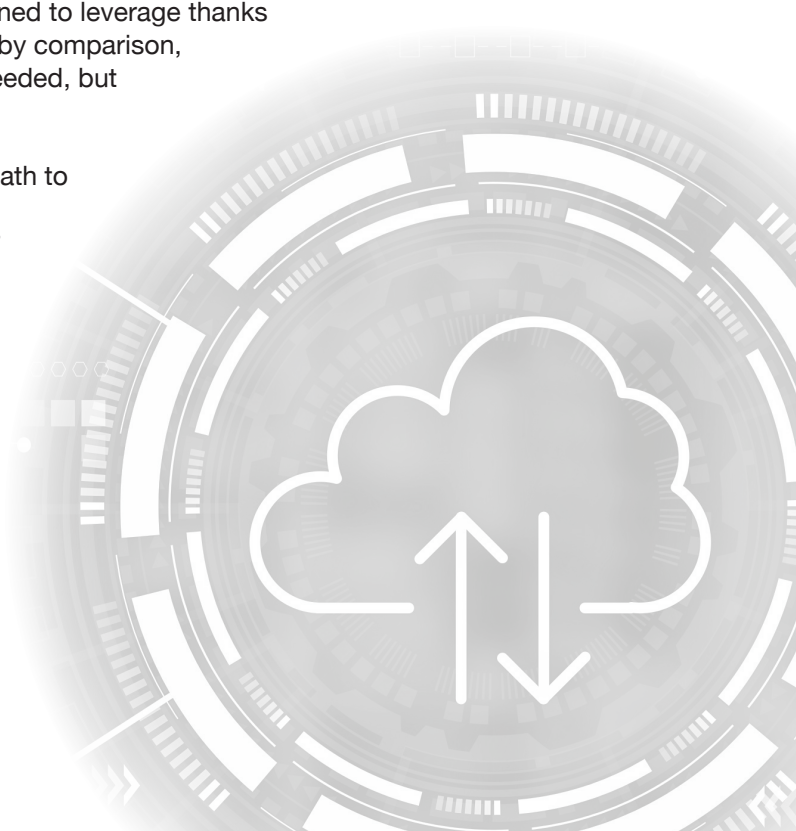 ned to leverage thanks
by comparison,
eeded, but
ath to